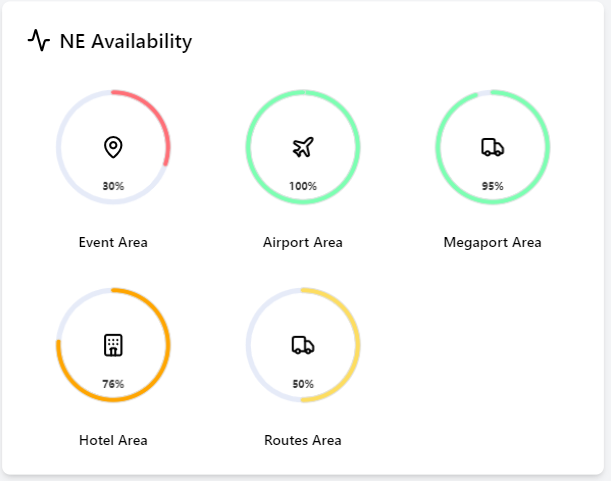 NE Availability
30%
100%
95%
Event Area
Airport Area
Megaport Area
76%
50%
Hotel Area
Routes Area